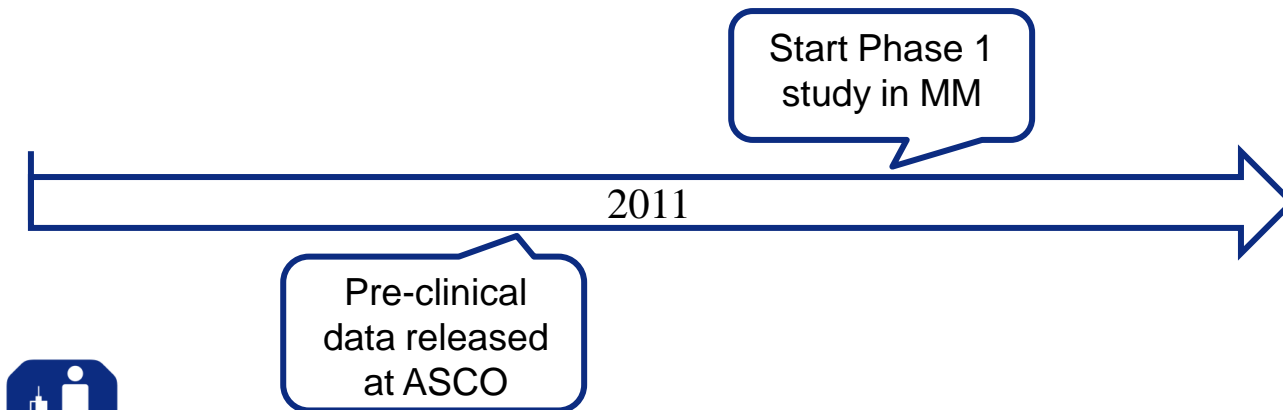 Start Phase 1
study in MM
2011
Pre-clinical
data released
at ASCO